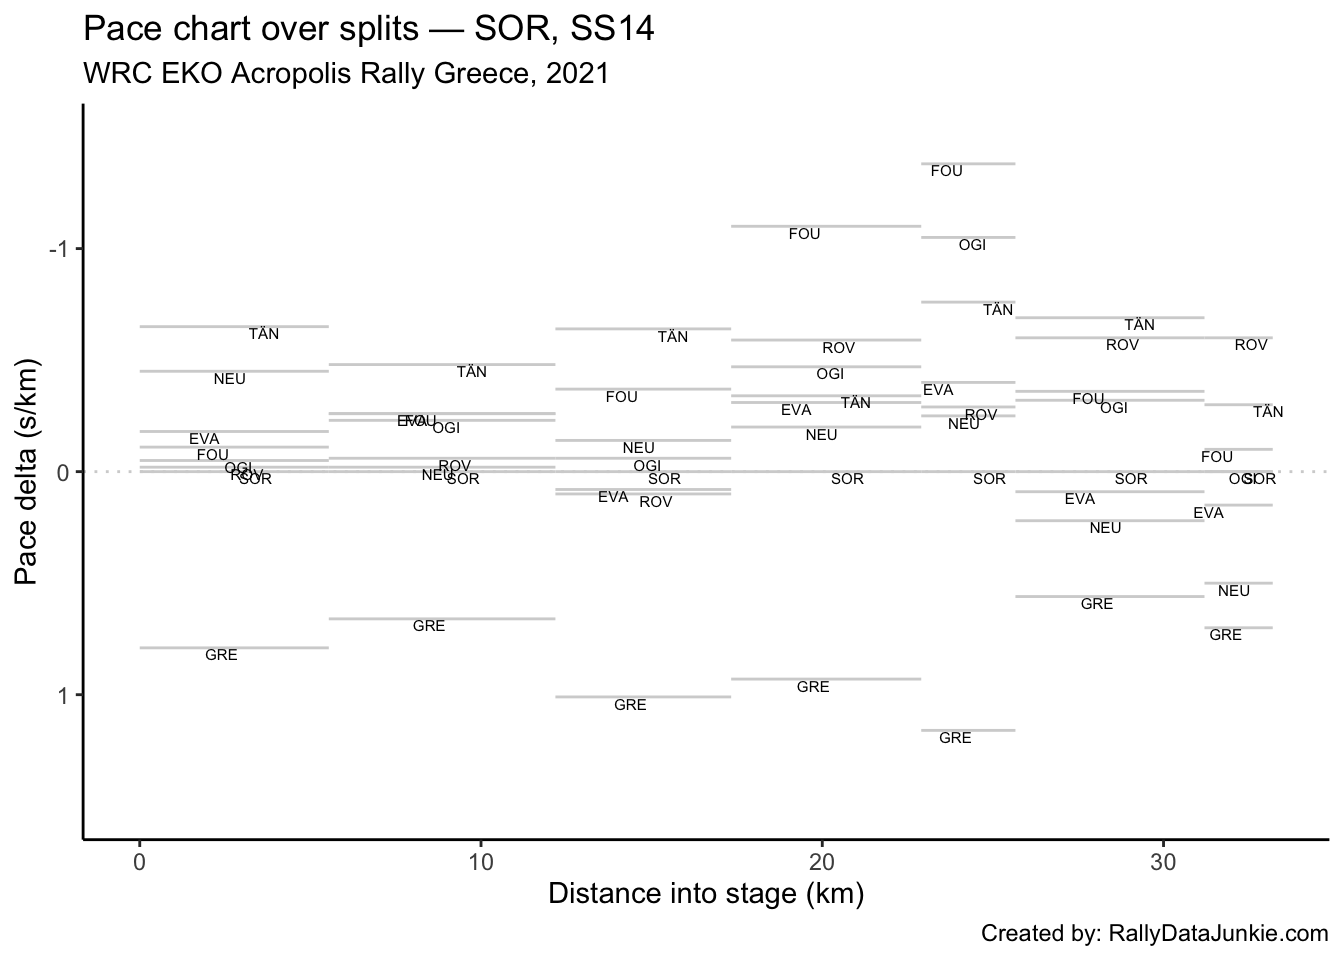 Pace chart over splits — SOR, SS14
WRC EKO Acropolis Rally Greece, 2021
Pace delta (s/km)
-1
0
1
TÄN
NEU
EVA
FOU
OGI
ROV
SOR
GRE
TÄN
EVA
FOU
OGI
ROV
NEU
SOR
GRE
TÄN
FOU
NEU
OGI
SOR
EVA
ROV
GRE
FOU
ROV
OGI
TÄN
EVA
NEU
SOR
GRE
FOU
OGI
TÄN
EVA
ROV
NEU
SOR
GRE
TÄN
ROV
FOU
OGI
SOR
EVA
NEU
GRE
ROV
TÄN
FOU
OGI
SOR
EVA
NEU
GRE
0 10 20 30
Distance into stage (km)
Created by: RallyDataJunkie.com